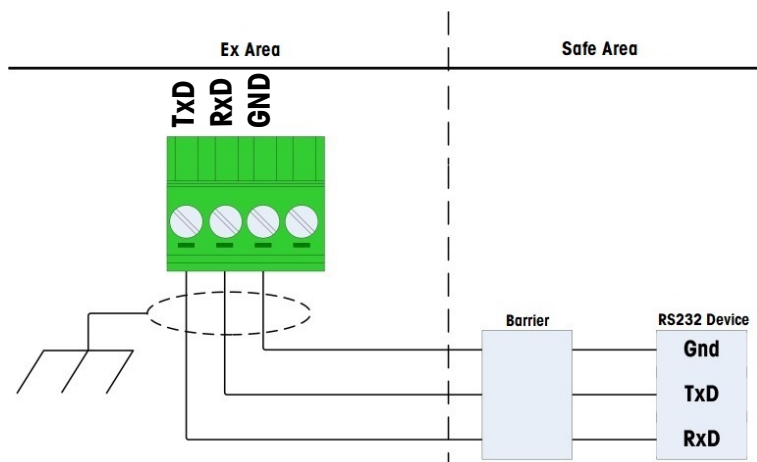 Ex Area
Safe Area
TxD
RxD
GND
Barrier
RS232 Device
Gnd
TxD
RxD